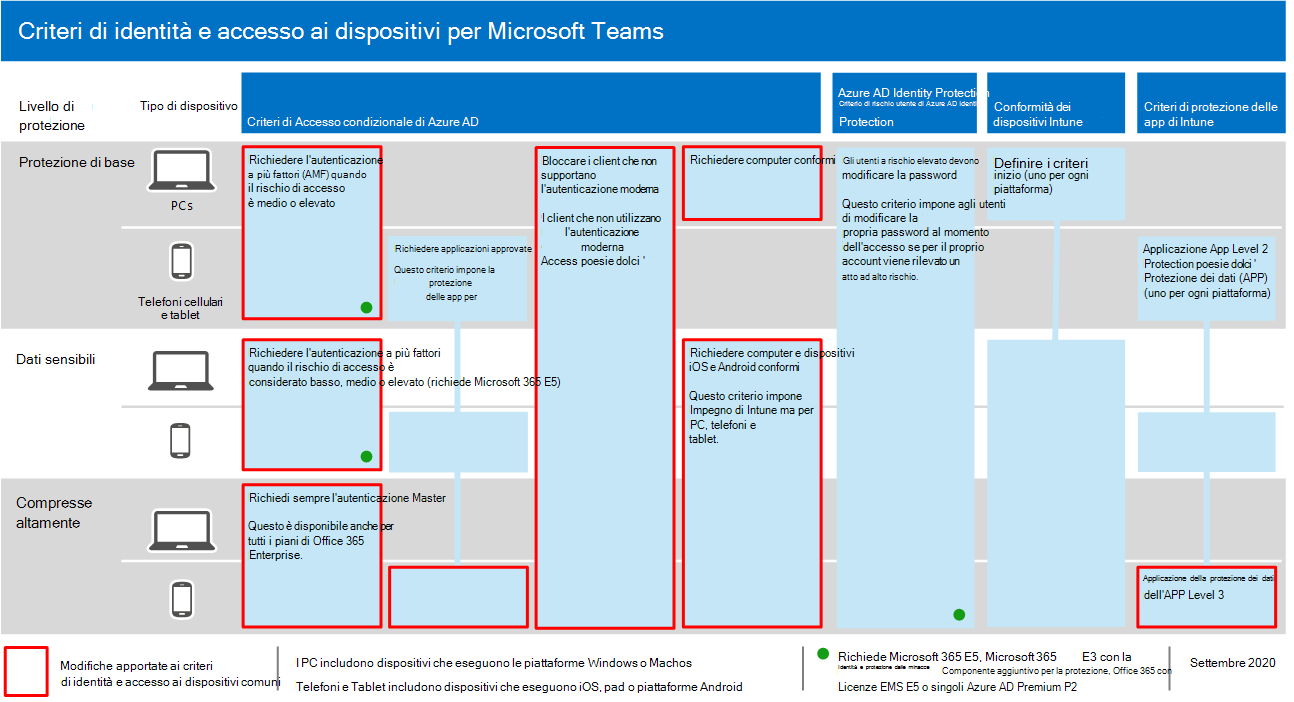 Criteri di identità e accesso ai dispositivi per Microsoft Teams
Livello di
protezione
Tipo di dispositivo
Criteri di Accesso condizionale di Azure AD
Azure AD Identity Protection
Criterio di rischio utente di Azure AD Identi
Protection
Conformità dei
dispositivi Intune
Criteri di protezione delle
app di Intune
Protezione di base
PCs
Richiedere l'autenticazione
a più fattori (AMF) quando
il rischio di accesso
è medio o elevato
Bloccare i client che non
supportano
l'autenticazione moderna
I client che non utilizzano
l'autenticazione
moderna
Access poesie dolci '
Richiedere computer conformi
Gli utenti a rischio elevato devono
modificare la password
Questo criterio impone agli utenti
di modificare la
propria password al momento
dell'accesso se per il proprio
account viene rilevato un
atto ad alto rischio.
Definire i criteri
inizio (uno per ogni
piattaforma)
Telefoni cellulari
e tablet
Richiedere applicazioni approvate
Questo criterio impone la
protezione
delle app per
Applicazione App Level 2
Protection poesie dolci '
Protezione dei dati (APP)
(uno per ogni piattaforma)
Dati sensibili
Richiedere l'autenticazione a più fattori
quando il rischio di accesso è
considerato basso, medio o elevato (richiede Microsoft 365 E5)
Richiedere computer e dispositivi
iOS e Android conformi
Questo criterio impone
Impegno di Intune ma per
PC, telefoni e
tablet.
Compresse
altamente
Richiedi sempre l'autenticazione Master
Questo è disponibile anche per
tutti i piani di Office 365
Enterprise.
Applicazione della protezione dei dati
dell'APP Level 3
Modifiche apportate ai criteri
di identità e accesso ai dispositivi comuni
I PC includono dispositivi che eseguono le piattaforme Windows o Machos
Telefoni e Tablet includono dispositivi che eseguono iOS, pad o piattaforme Android
Richiede Microsoft 365 E5, Microsoft 365 E3 con la
Identità e protezione dalle minacce
Componente aggiuntivo per la protezione, Office 365 con
Licenze EMS E5 o singoli Azure AD Premium P2
Settembre 2020